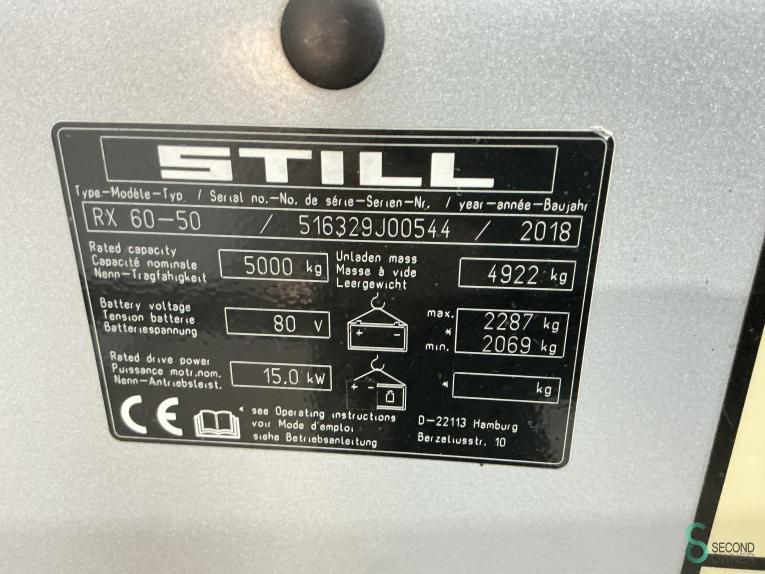 STILL
Type-Modèle-Typ / Serial no.-No. de série-Serien-Nr. / year-année-Baujahr
RX 60-50 / 516329J00544 / 2018
Rated capacity
Capacité nominale
Nenn-Tragfähigkeit
5000 kg
Unladen mass
Masse à vide
Leergewicht
4922 kg
Battery voltage
Tension batterie
Batteriespannung
80 V
+ -
max. 2287 kg
*
min. 2069 kg
Rated drive power
Puissance motr.nom.
Nenn-Antriebsleist.
15.0 kW
+ -
* kg
CE
* see Operating instructions
voir Mode d'emploi
siehe Betriebsanleitung
D-22113 Hamburg
Berzeliusstr. 10
SECOND
OWNER